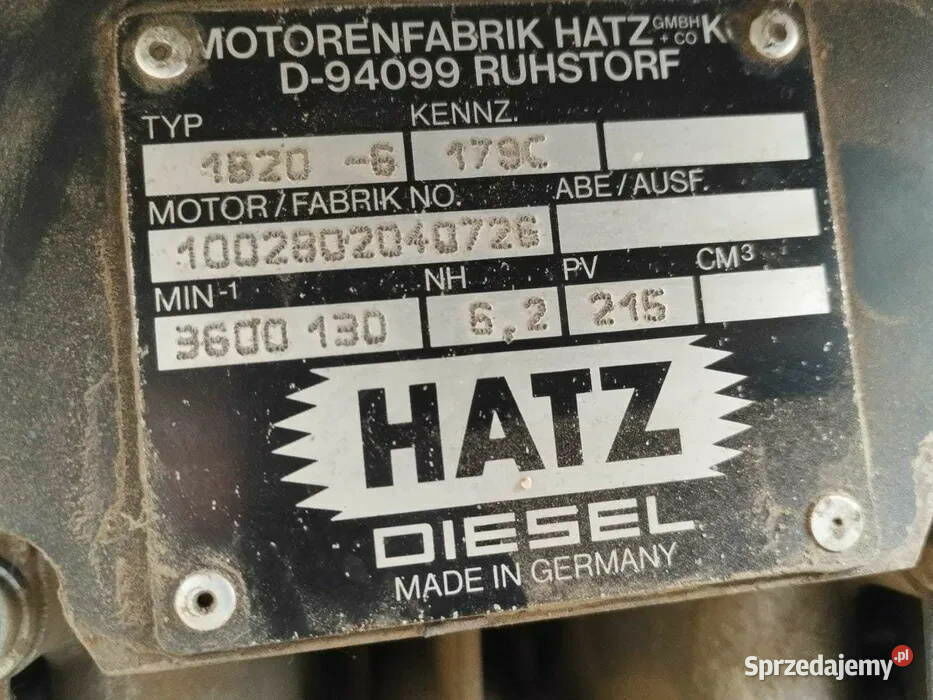 MOTORENFABRIK HATZ GMBH + CO K
D-94099 RUHSTORF
TYP KENNZ.
1B20 -6 179C
MOTOR/FABRIK NO. ABE/AUSF.
1002802040726
MIN-1 NH PV CM3
3600 130 6,2 215
HATZ
DIESEL
MADE IN GERMANY
Sprzedajemy.pl